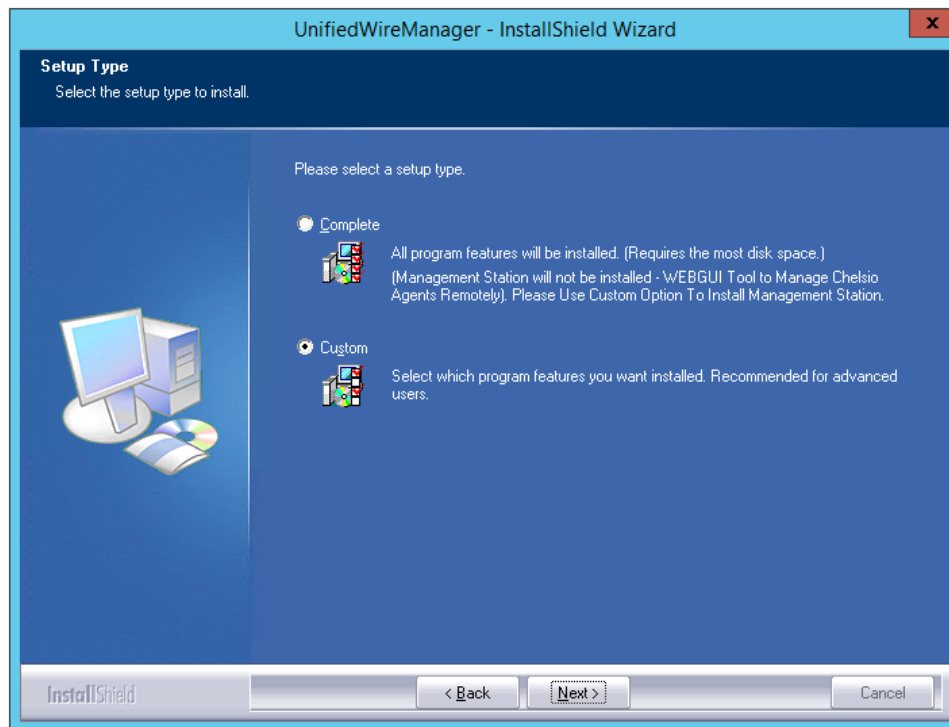 UnifiedWireManager - InstallShield Wizard
x
Setup Type
Select the setup type to install.
Please select a setup type.
Complete
All program features will be installed. (Requires the most disk space.)
(Management Station will not be installed - WEBGUI Tool to Manage Chelsio
Agents Remotely). Please Use Custom Option To Install Management Station.
Custom
Select which program features you want installed. Recommended for advanced
users.
InstallShield
< Back
Next >
Cancel